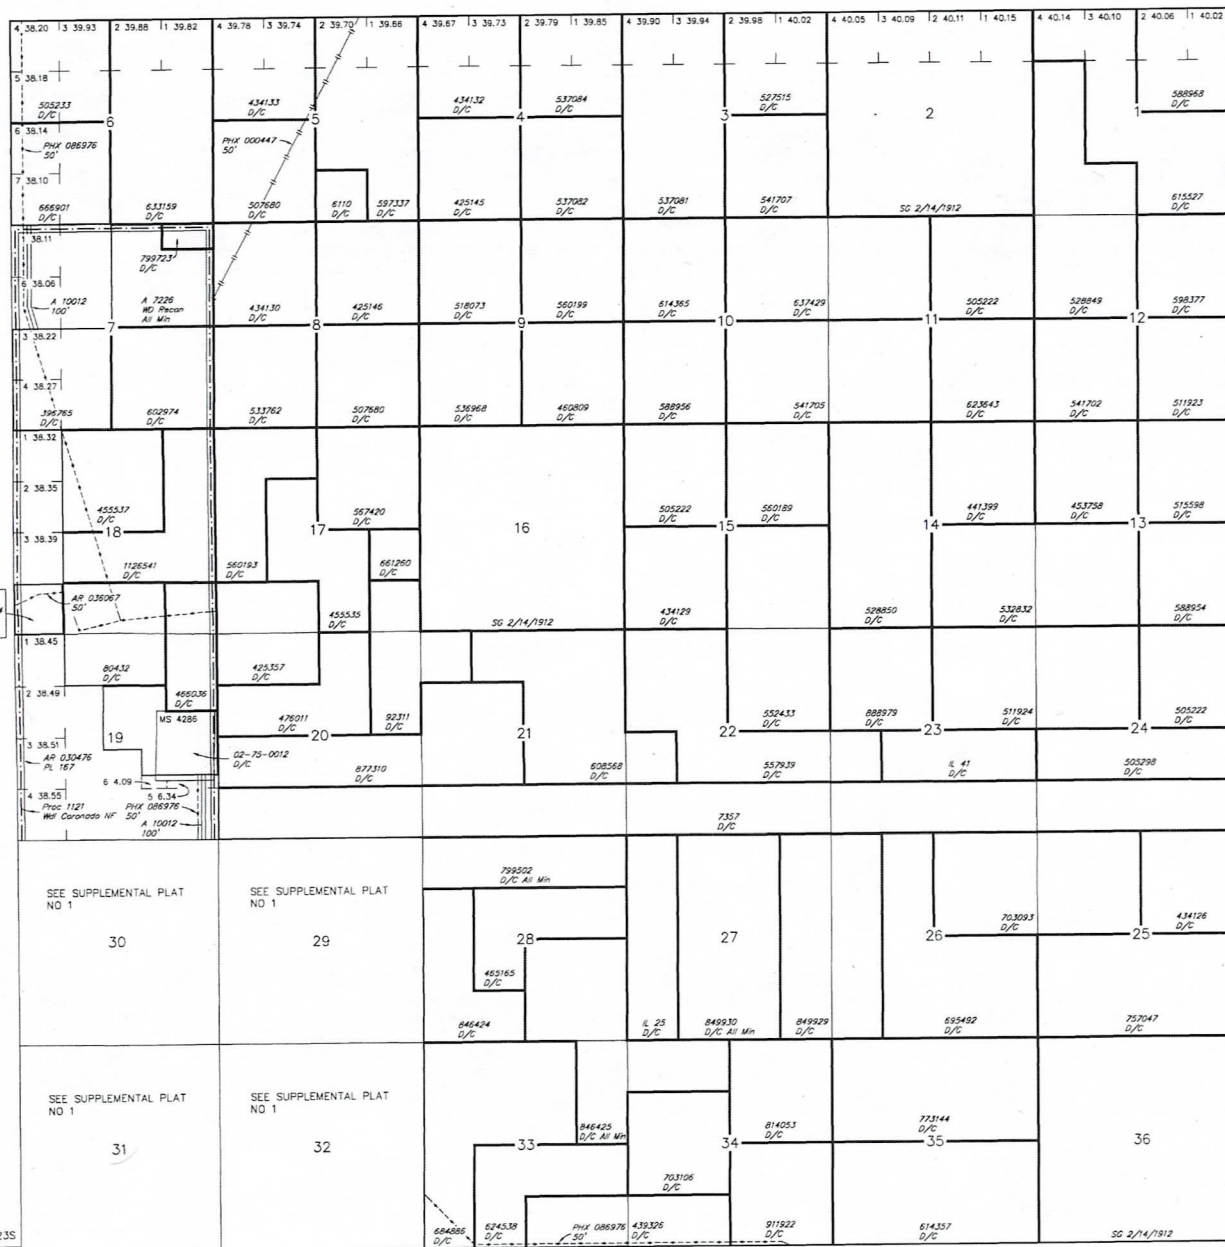 4 38.20 3 39.93 2 39.88 1 39.82 4 39.78 3 39.74 2 39.70 1 39.66 4 39.67 3 39.73 2 39.79 1 39.85 4 39.90 3 39.94 2 39.98 1 40.02 4 40.05 3 40.09 2 40.11 1 40.15 4 40.14 3 40.10 2 40.06 1 40.02
5 38.18
505233
D/C
434133
D/C
434132
D/C
537084
D/C
527515
D/C
588968
D/C
6 5 4 3 2 1
6 38.14
PHX 086976
50'
PHX 000447
50'
7 38.10
666901
D/C
633159
D/C
507680
D/C
6110
D/C
597337
D/C
425145
D/C
537082
D/C
537081
D/C
541707
D/C
SG 2/14/1912
615527
D/C
1 38.11
799723
D/C
6 38.06
A 10012
100'
A 7226
WD Recon
All Min
434130
D/C
425146
D/C
518073
D/C
560199
D/C
614365
D/C
637429
D/C
505222
D/C
528849
D/C
598377
D/C
7 8 9 10 11 12
3 38.22
4 38.27
396765
D/C
602974
D/C
533762
D/C
507680
D/C
536968
D/C
460809
D/C
588956
D/C
541705
D/C
623643
D/C
541702
D/C
511923
D/C
1 38.32
2 38.35
455537
D/C
567420
D/C
505222
D/C
560189
D/C
441399
D/C
453758
D/C
515598
D/C
18 17 16 15 14 13
3 38.39
1126541
D/C
560193
D/C
661260
D/C
AR 036067
50'
455535
D/C
SG 2/14/1912
434129
D/C
528850
D/C
532832
D/C
588954
D/C
1 38.45
80432
D/C
425357
D/C
2 38.49
466036
D/C
MS 4286
476011
D/C
92311
D/C
552433
D/C
888979
D/C
511924
D/C
505222
D/C
19 20 21 22 23 24
3 38.51
AR 030476
PL 167
02-75-0012
D/C
877310
D/C
608568
D/C
557939
D/C
IL 41
D/C
505298
D/C
6 4.09
5 6.34
4 38.55
Proc 1121
Wdl Coronado NF
PHX 086976
50'
A 10012
100'
7357
D/C
SEE SUPPLEMENTAL PLAT
NO 1
SEE SUPPLEMENTAL PLAT
NO 1
799502
D/C All Min
703093
D/C
434126
D/C
30 29 28 27 26 25
465165
D/C
846424
D/C
IL 25
D/C
849930
D/C All Min
849929
D/C
695492
D/C
757047
D/C
SEE SUPPLEMENTAL PLAT
NO 1
SEE SUPPLEMENTAL PLAT
NO 1
846425
D/C All Min
814053
D/C
773144
D/C
31 32 33 34 35 36
703106
D/C
684886
D/C
624538
D/C
PHX 086976
50'
439326
D/C
911922
D/C
614357
D/C
SG 2/14/1912
23S